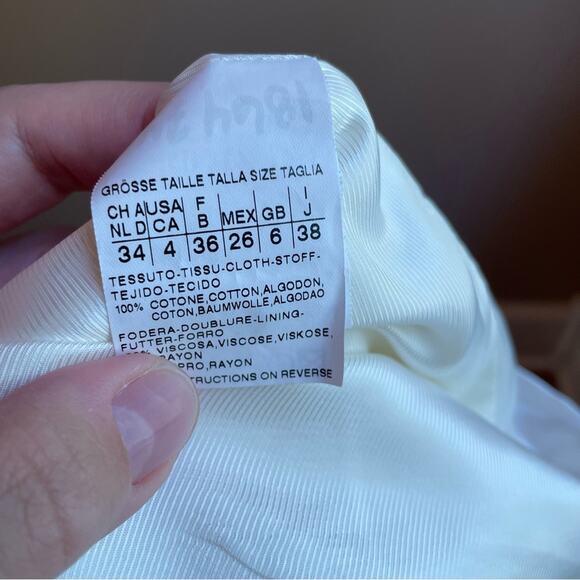 GRÖSSE TAILLE TALLA SIZE TAGLIA
CH A USA F I
NL D CA B MEX GB J
34 4 36 26 6 38
TESSUTO-TISSU-CLOTH-STOFF-
TEJIDO-TECIDO
100% COTONE,COTTON,ALGODON,
COTON,BAUMWOLLE,ALGODAO
FODERA-DOUBLURE-LINING-
FUTTER-FORRO
VISCOSA,VISCOSE,VISKOSE,
RAYON
PRO,RAYON
TRUCTIONS ON REVERSE